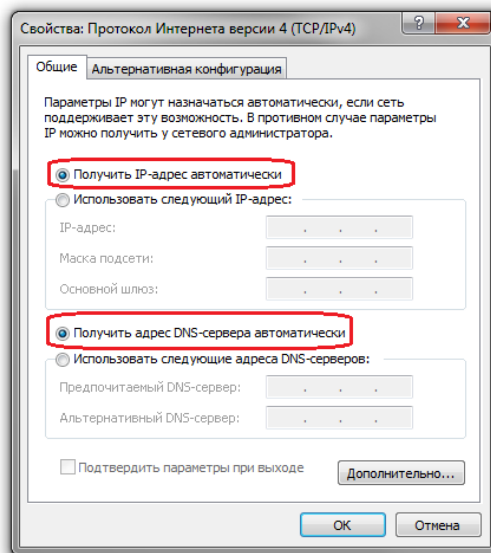 Свойства: Протокол Интернета версии 4 (TCP/IPv4)
Общие
Альтернативная конфигурация
Параметры IP могут назначаться автоматически, если сеть
поддерживает эту возможность. В противном случае параметры
IP можно получить у сетевого администратора.
Получить IP-адрес автоматически
Использовать следующий IP-адрес:
IP-адрес:
Маска подсети:
Основной шлюз:
Получить адрес DNS-сервера автоматически
Использовать следующие адреса DNS-серверов:
Предпочитаемый DNS-сервер:
Альтернативный DNS-сервер:
Подтвердить параметры при выходе
Дополнительно...
ОК
Отмена